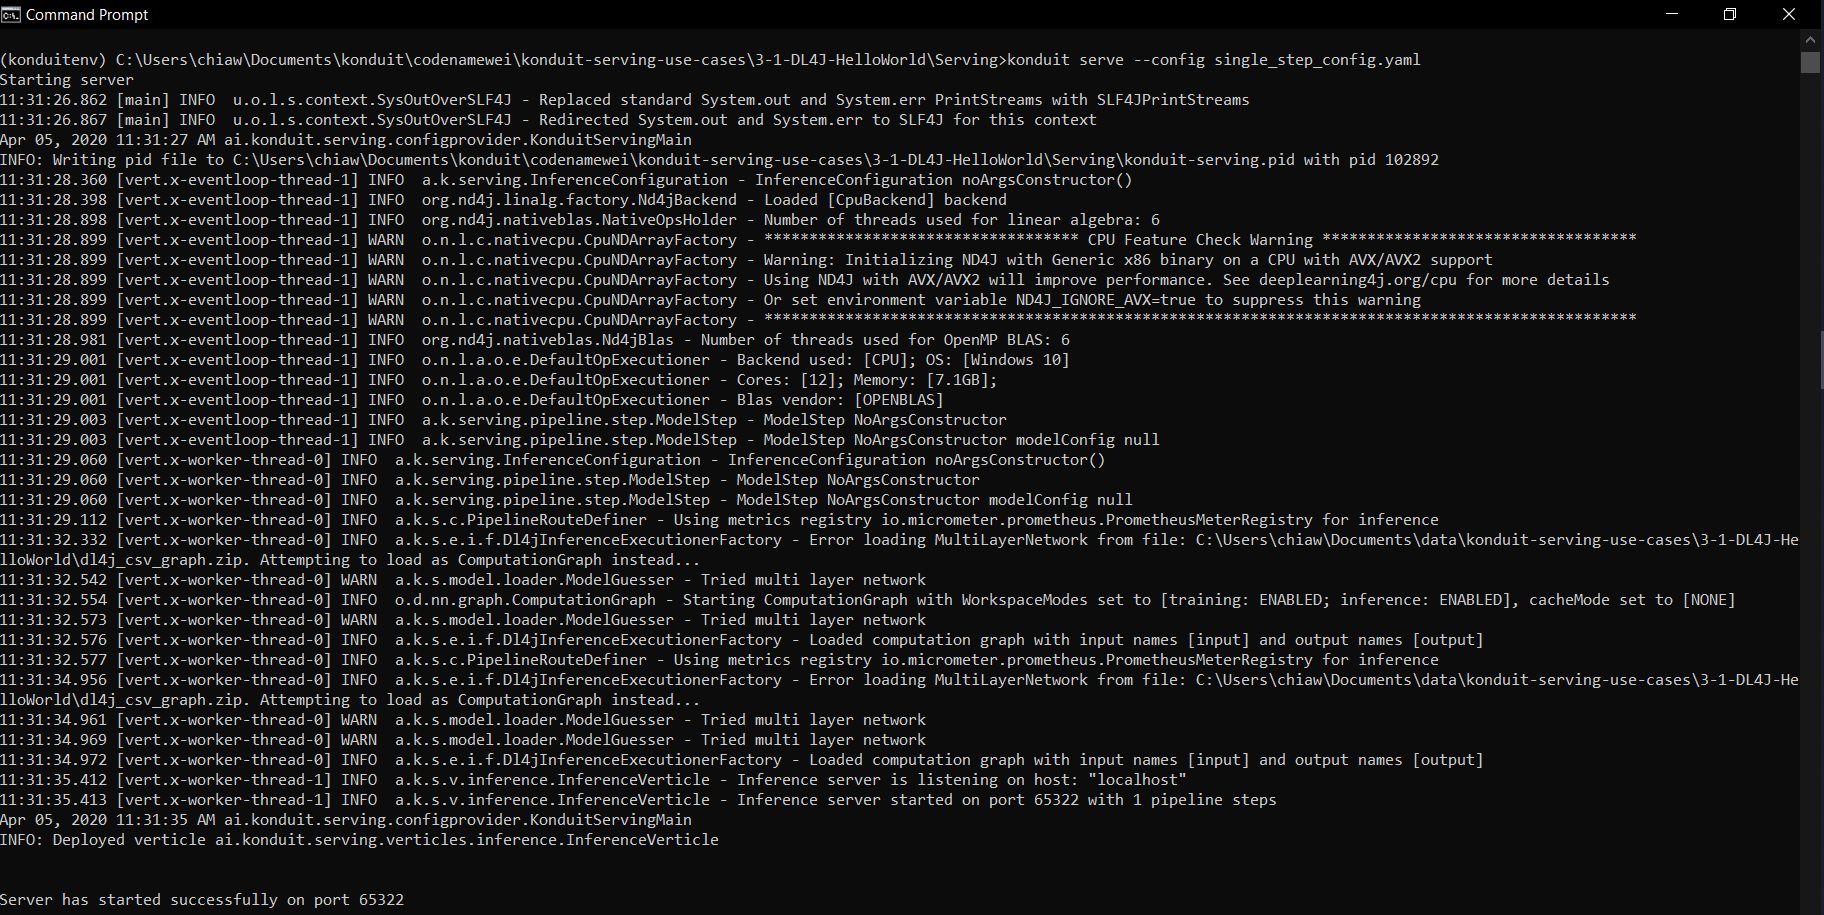 Command Prompt
(konduitenv) C:\Users\chiaw\Documents\konduit\codenamewei\konduit-serving-use-cases\3-1-DL4J-HelloWorld\Serving>konduit serve --config single_step_config.yaml
Starting server
11:31:26.862 [main] INFO  u.o.l.s.context.SysOutOverSLF4J - Replaced standard System.out and System.err PrintStreams with SLF4JPrintStreams
11:31:26.867 [main] INFO  u.o.l.s.context.SysOutOverSLF4J - Redirected System.out and System.err to SLF4J for this context
Apr 05, 2020 11:31:27 AM ai.konduit.serving.configprovider.KonduitServingMain
INFO: Writing pid file to C:\Users\chiaw\Documents\konduit\codenamewei\konduit-serving-use-cases\3-1-DL4J-HelloWorld\Serving\konduit-serving.pid with pid 102892
11:31:28.360 [vert.x-eventloop-thread-1] INFO  a.k.serving.InferenceConfiguration - InferenceConfiguration noArgsConstructor()
11:31:28.398 [vert.x-eventloop-thread-1] INFO  org.nd4j.linalg.factory.Nd4jBackend - Loaded [CpuBackend] backend
11:31:28.898 [vert.x-eventloop-thread-1] INFO  org.nd4j.nativeblas.NativeOpsHolder - Number of threads used for linear algebra: 6
11:31:28.899 [vert.x-eventloop-thread-1] WARN  o.n.l.c.nativecpu.CpuNDArrayFactory - *********************************** CPU Feature Check Warning ***********************************
11:31:28.899 [vert.x-eventloop-thread-1] WARN  o.n.l.c.nativecpu.CpuNDArrayFactory - Warning: Initializing ND4J with Generic x86 binary on a CPU with AVX/AVX2 support
11:31:28.899 [vert.x-eventloop-thread-1] WARN  o.n.l.c.nativecpu.CpuNDArrayFactory - Using ND4J with AVX/AVX2 will improve performance. See deeplearning4j.org/cpu for more details
11:31:28.899 [vert.x-eventloop-thread-1] WARN  o.n.l.c.nativecpu.CpuNDArrayFactory - Or set environment variable ND4J_IGNORE_AVX=true to suppress this warning
11:31:28.899 [vert.x-eventloop-thread-1] WARN  o.n.l.c.nativecpu.CpuNDArrayFactory - *************************************************************************************************
11:31:28.981 [vert.x-eventloop-thread-1] INFO  org.nd4j.nativeblas.Nd4jBlas - Number of threads used for OpenMP BLAS: 6
11:31:29.001 [vert.x-eventloop-thread-1] INFO  o.n.l.a.o.e.DefaultOpExecutioner - Backend used: [CPU]; OS: [Windows 10]
11:31:29.001 [vert.x-eventloop-thread-1] INFO  o.n.l.a.o.e.DefaultOpExecutioner - Cores: [12]; Memory: [7.1GB];
11:31:29.001 [vert.x-eventloop-thread-1] INFO  o.n.l.a.o.e.DefaultOpExecutioner - Blas vendor: [OPENBLAS]
11:31:29.003 [vert.x-eventloop-thread-1] INFO  a.k.serving.pipeline.step.ModelStep - ModelStep NoArgsConstructor
11:31:29.003 [vert.x-eventloop-thread-1] INFO  a.k.serving.pipeline.step.ModelStep - ModelStep NoArgsConstructor modelConfig null
11:31:29.060 [vert.x-worker-thread-0] INFO  a.k.serving.InferenceConfiguration - InferenceConfiguration noArgsConstructor()
11:31:29.060 [vert.x-worker-thread-0] INFO  a.k.serving.pipeline.step.ModelStep - ModelStep NoArgsConstructor
11:31:29.060 [vert.x-worker-thread-0] INFO  a.k.serving.pipeline.step.ModelStep - ModelStep NoArgsConstructor modelConfig null
11:31:29.112 [vert.x-worker-thread-0] INFO  a.k.s.c.PipelineRouteDefiner - Using metrics registry io.micrometer.prometheus.PrometheusMeterRegistry for inference
11:31:32.332 [vert.x-worker-thread-0] INFO  a.k.s.e.i.f.Dl4jInferenceExecutionerFactory - Error loading MultiLayerNetwork from file: C:\Users\chiaw\Documents\data\konduit-serving-use-cases\3-1-DL4J-He
lloWorld\dl4j_csv_graph.zip. Attempting to load as ComputationGraph instead...
11:31:32.542 [vert.x-worker-thread-0] WARN  a.k.s.model.loader.ModelGuesser - Tried multi layer network
11:31:32.554 [vert.x-worker-thread-0] INFO  o.d.nn.graph.ComputationGraph - Starting ComputationGraph with WorkspaceModes set to [training: ENABLED; inference: ENABLED], cacheMode set to [NONE]
11:31:32.573 [vert.x-worker-thread-0] WARN  a.k.s.model.loader.ModelGuesser - Tried multi layer network
11:31:32.576 [vert.x-worker-thread-0] INFO  a.k.s.e.i.f.Dl4jInferenceExecutionerFactory - Loaded computation graph with input names [input] and output names [output]
11:31:32.577 [vert.x-worker-thread-0] INFO  a.k.s.c.PipelineRouteDefiner - Using metrics registry io.micrometer.prometheus.PrometheusMeterRegistry for inference
11:31:34.956 [vert.x-worker-thread-0] INFO  a.k.s.e.i.f.Dl4jInferenceExecutionerFactory - Error loading MultiLayerNetwork from file: C:\Users\chiaw\Documents\data\konduit-serving-use-cases\3-1-DL4J-He
lloWorld\dl4j_csv_graph.zip. Attempting to load as ComputationGraph instead...
11:31:34.961 [vert.x-worker-thread-0] WARN  a.k.s.model.loader.ModelGuesser - Tried multi layer network
11:31:34.969 [vert.x-worker-thread-0] WARN  a.k.s.model.loader.ModelGuesser - Tried multi layer network
11:31:34.972 [vert.x-worker-thread-0] INFO  a.k.s.e.i.f.Dl4jInferenceExecutionerFactory - Loaded computation graph with input names [input] and output names [output]
11:31:35.412 [vert.x-worker-thread-1] INFO  a.k.s.v.inference.InferenceVerticle - Inference server is listening on host: "localhost"
11:31:35.413 [vert.x-worker-thread-1] INFO  a.k.s.v.inference.InferenceVerticle - Inference server started on port 65322 with 1 pipeline steps
Apr 05, 2020 11:31:35 AM ai.konduit.serving.configprovider.KonduitServingMain
INFO: Deployed verticle ai.konduit.serving.verticles.inference.InferenceVerticle
Server has started successfully on port 65322